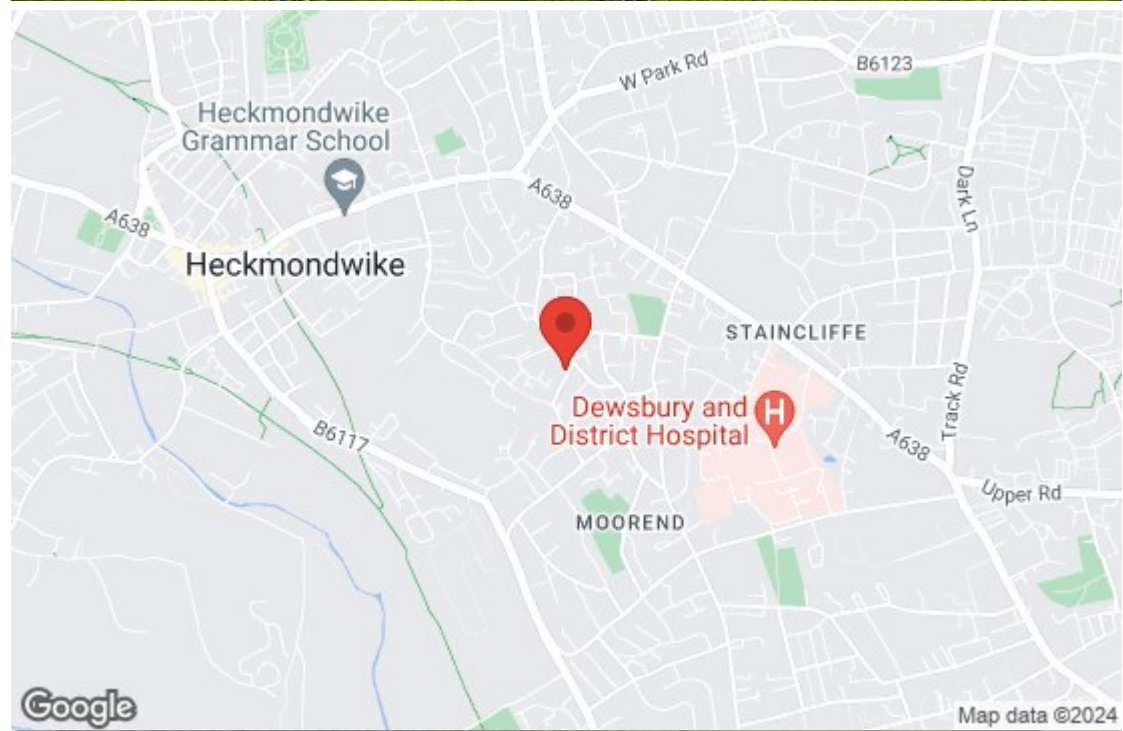 W Park Rd
B6123
Heckmondwike
Grammar School
A638
Dark Ln
A638
Heckmondwike
STAINCLIFFE
Track Rd
Dewsbury and
District Hospital
H
B6117
A638
Upper Rd
MOOREND
Google
Map data ©2024